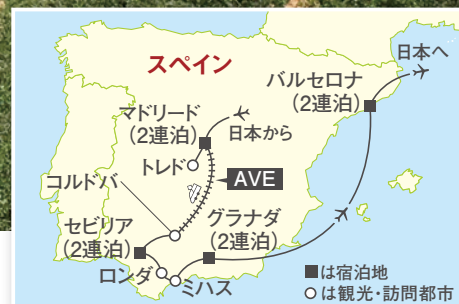 スペイン
日本へ
バルセロナ
(2連泊)
マドリード
(2連泊)
日本から
トレド
AVE
コルドバ
セビリア
(2連泊)
グラナダ
(2連泊)
ロンダ
ミハス
■は宿泊地
○は観光・訪問都市